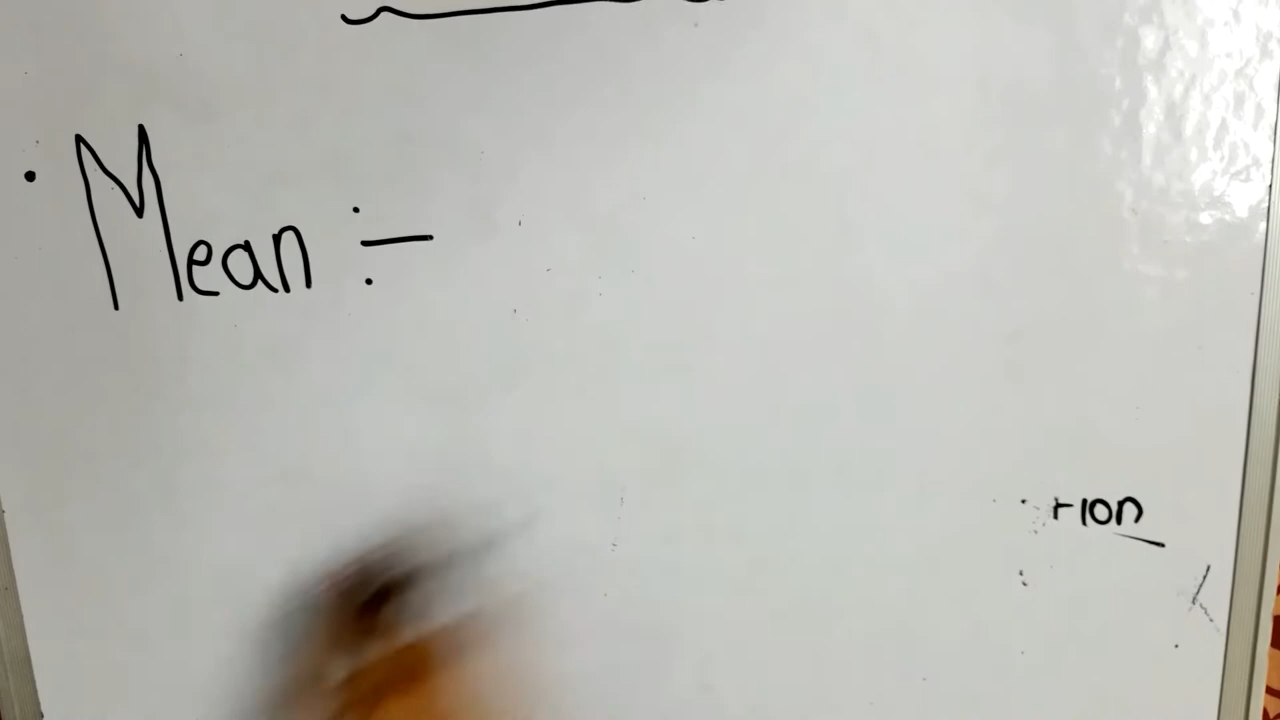 • Mean :-
tion